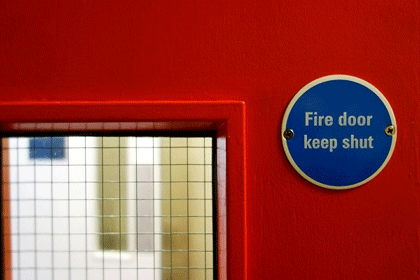 Fire door
keep shut